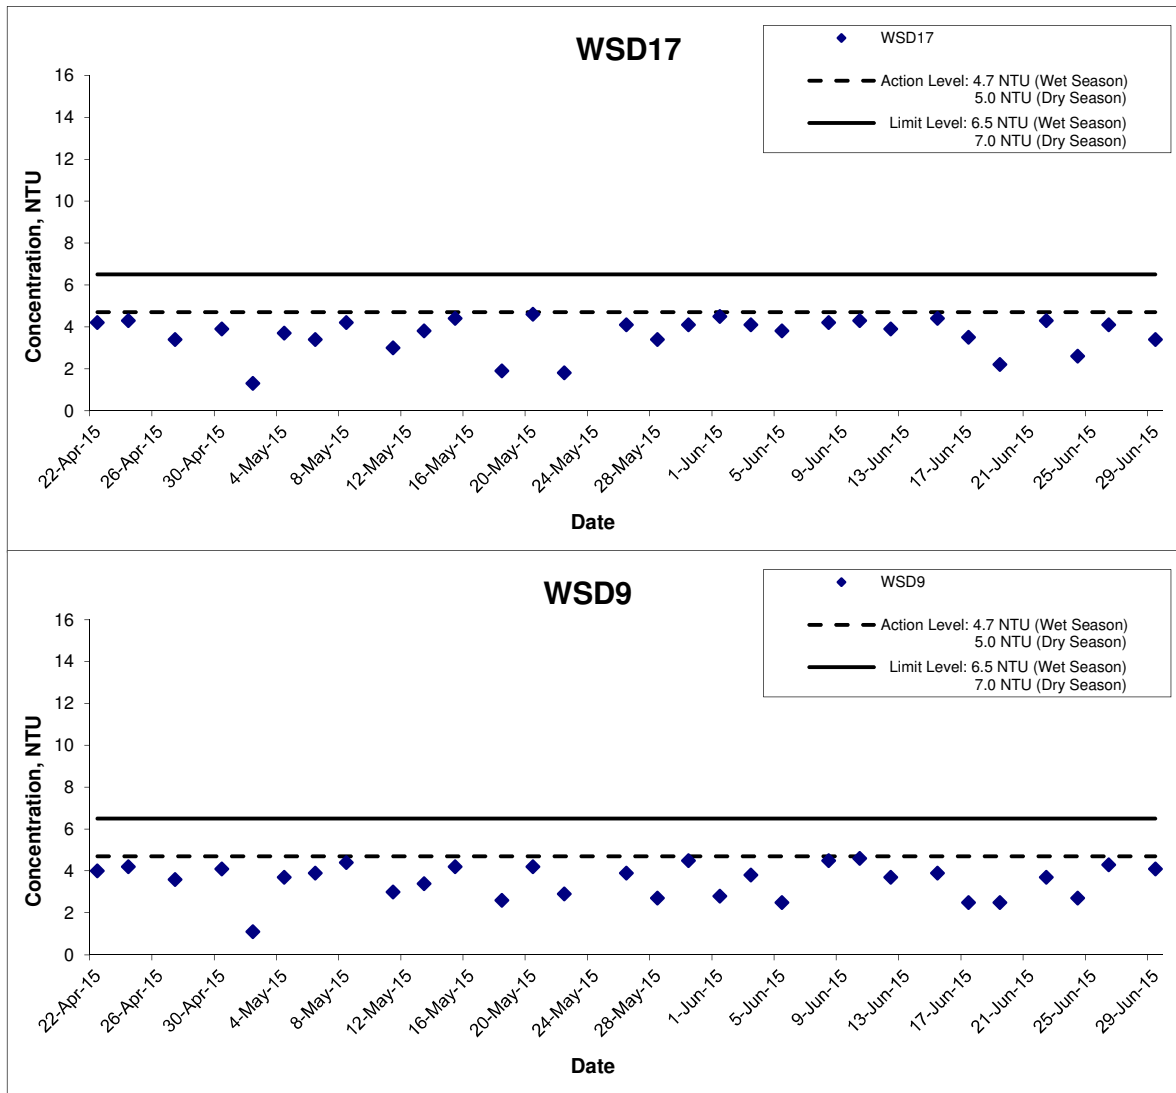 WSD17
WSD17
Action Level: 4.7 NTU (Wet Season)
5.0 NTU (Dry Season)
Limit Level: 6.5 NTU (Wet Season)
7.0 NTU (Dry Season)
Concentration, NTU
16
14
12
10
8
6
4
2
0
22-Apr-15
26-Apr-15
30-Apr-15
4-May-15
8-May-15
12-May-15
16-May-15
20-May-15
24-May-15
28-May-15
1-Jun-15
5-Jun-15
9-Jun-15
13-Jun-15
17-Jun-15
21-Jun-15
25-Jun-15
29-Jun-15
Date
WSD9
WSD9
Action Level: 4.7 NTU (Wet Season)
5.0 NTU (Dry Season)
Limit Level: 6.5 NTU (Wet Season)
7.0 NTU (Dry Season)
Concentration, NTU
16
14
12
10
8
6
4
2
0
22-Apr-15
26-Apr-15
30-Apr-15
4-May-15
8-May-15
12-May-15
16-May-15
20-May-15
24-May-15
28-May-15
1-Jun-15
5-Jun-15
9-Jun-15
13-Jun-15
17-Jun-15
21-Jun-15
25-Jun-15
29-Jun-15
Date